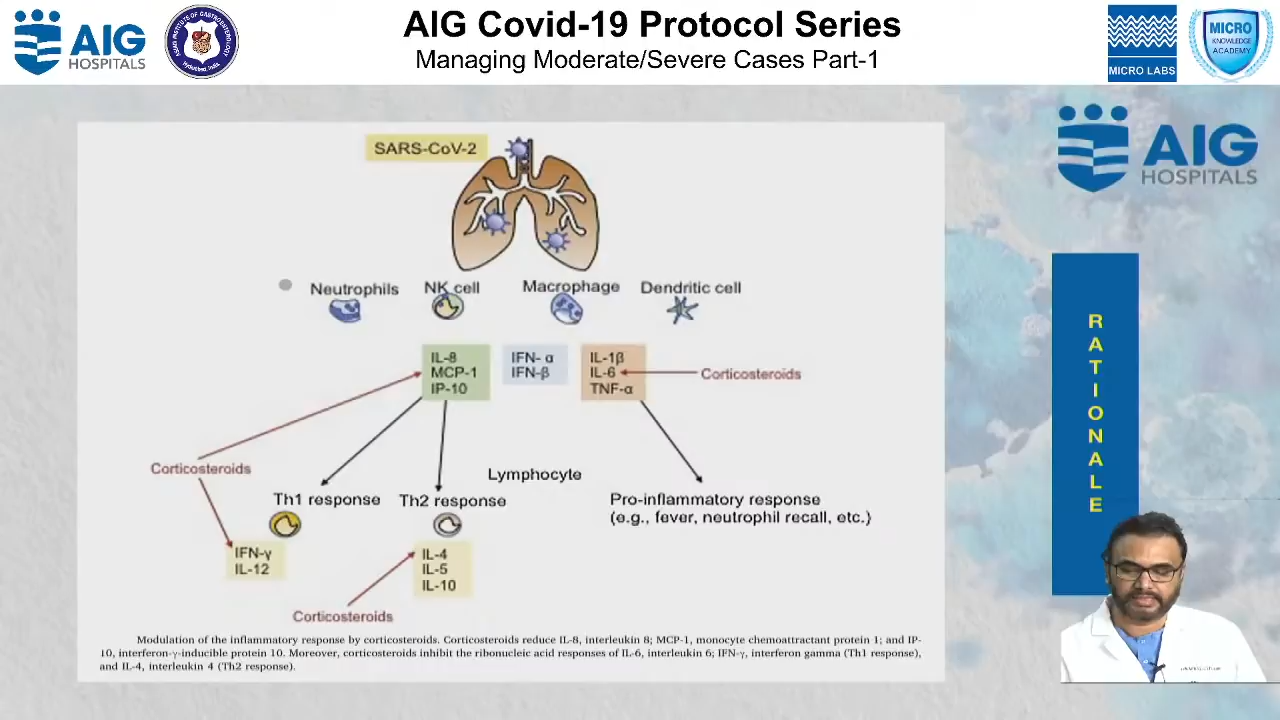 AIG
HOSPITALS
AIG Covid-19 Protocol Series
Managing Moderate/Severe Cases Part-1
MICRO LABS
MICRO
KNOWLEDGE
ACADEMY
AIG
HOSPITALS
SARS-CoV-2
Neutrophils
NK cell
Macrophage
Dendritic cell
IL-8
MCP-1
IP-10
IFN- α
IFN-β
IL-1β
IL-6
TNF-α
Corticosteroids
Corticosteroids
Lymphocyte
Th1 response
Th2 response
Pro-inflammatory response
(e.g., fever, neutrophil recall, etc.)
IFN-γ
IL-12
IL-4
IL-5
IL-10
Corticosteroids
Modulation of the inflammatory response by corticosteroids. Corticosteroids reduce IL-8, interleukin 8; MCP-1, monocyte chemoattractant protein 1; and IP-
10, interferon-γ-inducible protein 10. Moreover, corticosteroids inhibit the ribonucleic acid responses of IL-6, interleukin 6; IFN-γ, interferon gamma (Th1 response),
and IL-4, interleukin 4 (Th2 response).
RATIONALE